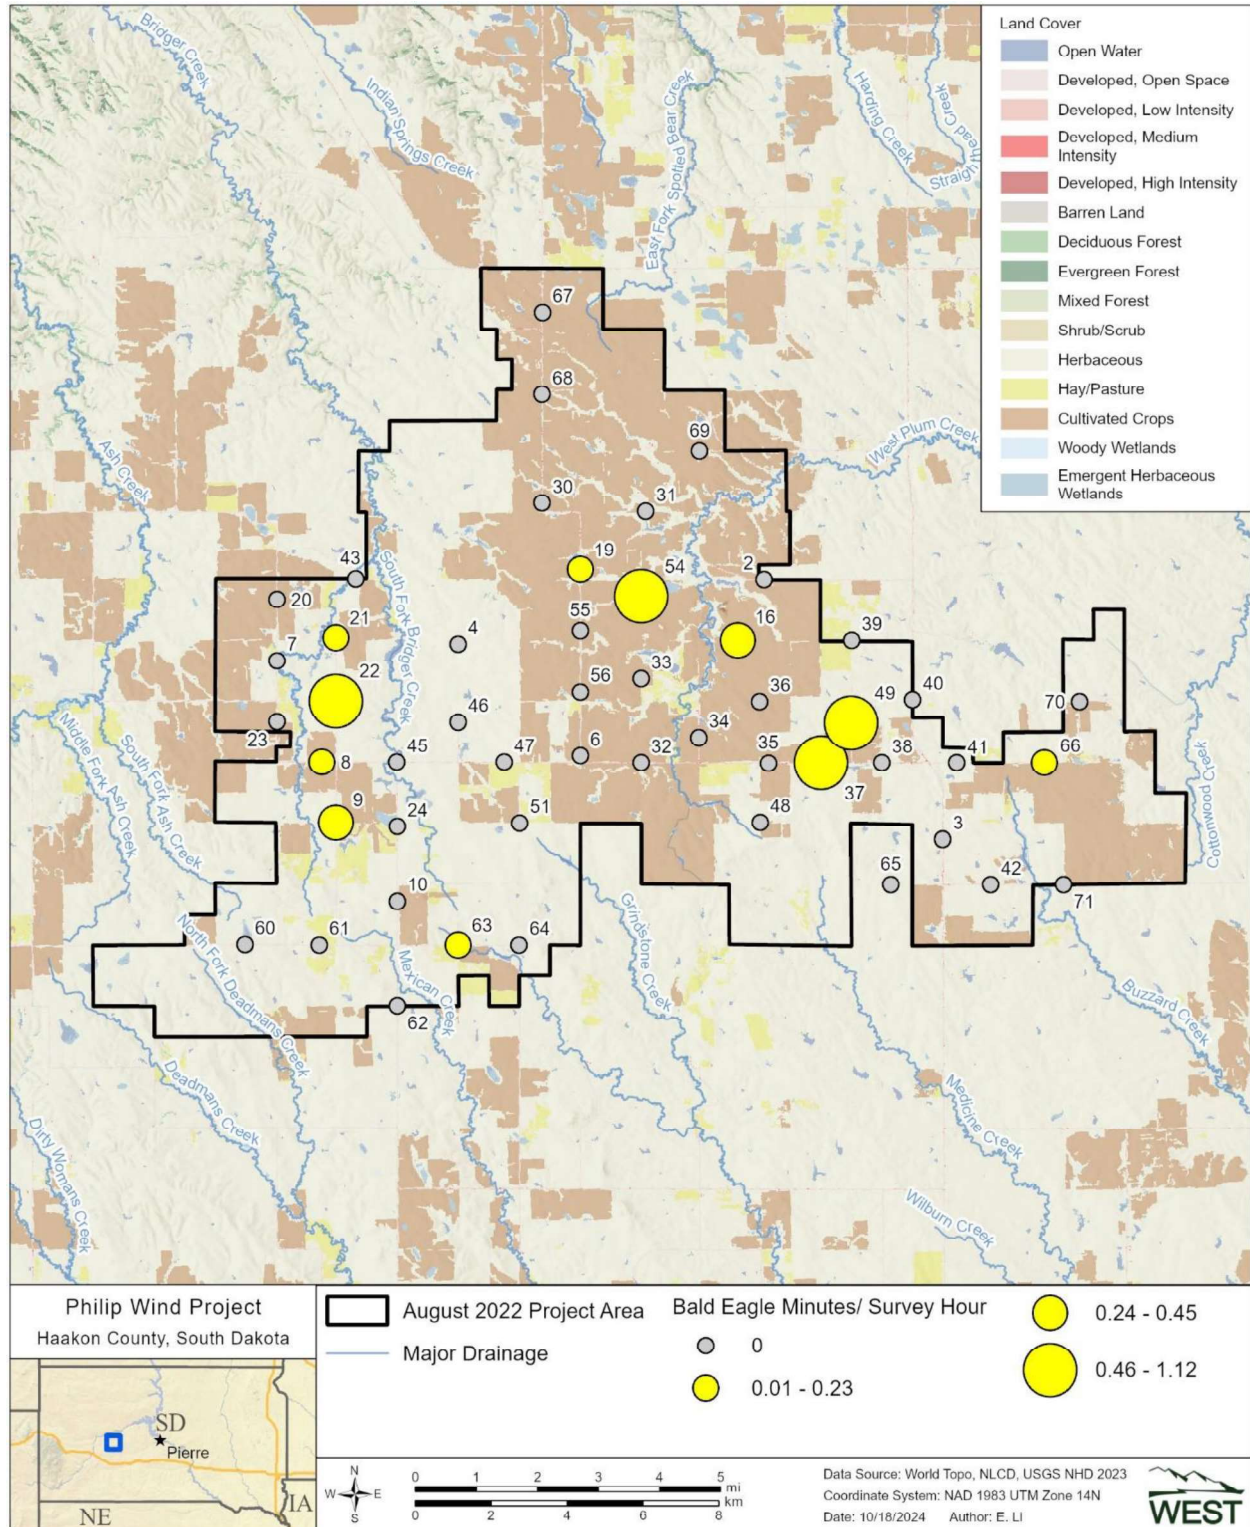 Land Cover
Open Water
Developed, Open Space
Developed, Low Intensity
Developed, Medium
Intensity
Developed, High Intensity
Barren Land
Deciduous Forest
Evergreen Forest
Mixed Forest
Shrub/Scrub
Herbaceous
Hay/Pasture
Cultivated Crops
Woody Wetlands
Emergent Herbaceous
Wetlands
Bridger Creek
Indian Springs Creek
East Fork Spotted Bear Creek
Harding Creek
Straight head Creek
West Plum Creek
Ash Creek
South Fork Bridger Creek
Middle Fork Ash Creek
South Fork Ash Creek
North Fork Deadmans Creek
Deadmans Creek
Dirty Womans Creek
Mexican Creek
Grindstone Creek
Medicine Creek
Wilburn Creek
Buzzard Creek
Cottonwood Creek
67
68
69
30
31
19
54
2
43
20
21
55
16
39
7
4
33
22
56
36
49
40
70
23
46
34
45
47
6
32
35
37
38
41
66
8
9
24
51
48
3
65
42
71
10
60
61
63
64
62
Philip Wind Project
Haakon County, South Dakota
SD
Pierre
NE
IA
August 2022 Project Area
Major Drainage
Bald Eagle Minutes/ Survey Hour
0
0.01 - 0.23
0.24 - 0.45
0.46 - 1.12
N
W E
S
0 1 2 3 4 5
mi
km
0 2 4 6 8
Data Source: World Topo, NLCD, USGS NHD 2023
Coordinate System: NAD 1983 UTM Zone 14N
Date: 10/18/2024 Author: E. LI
WEST